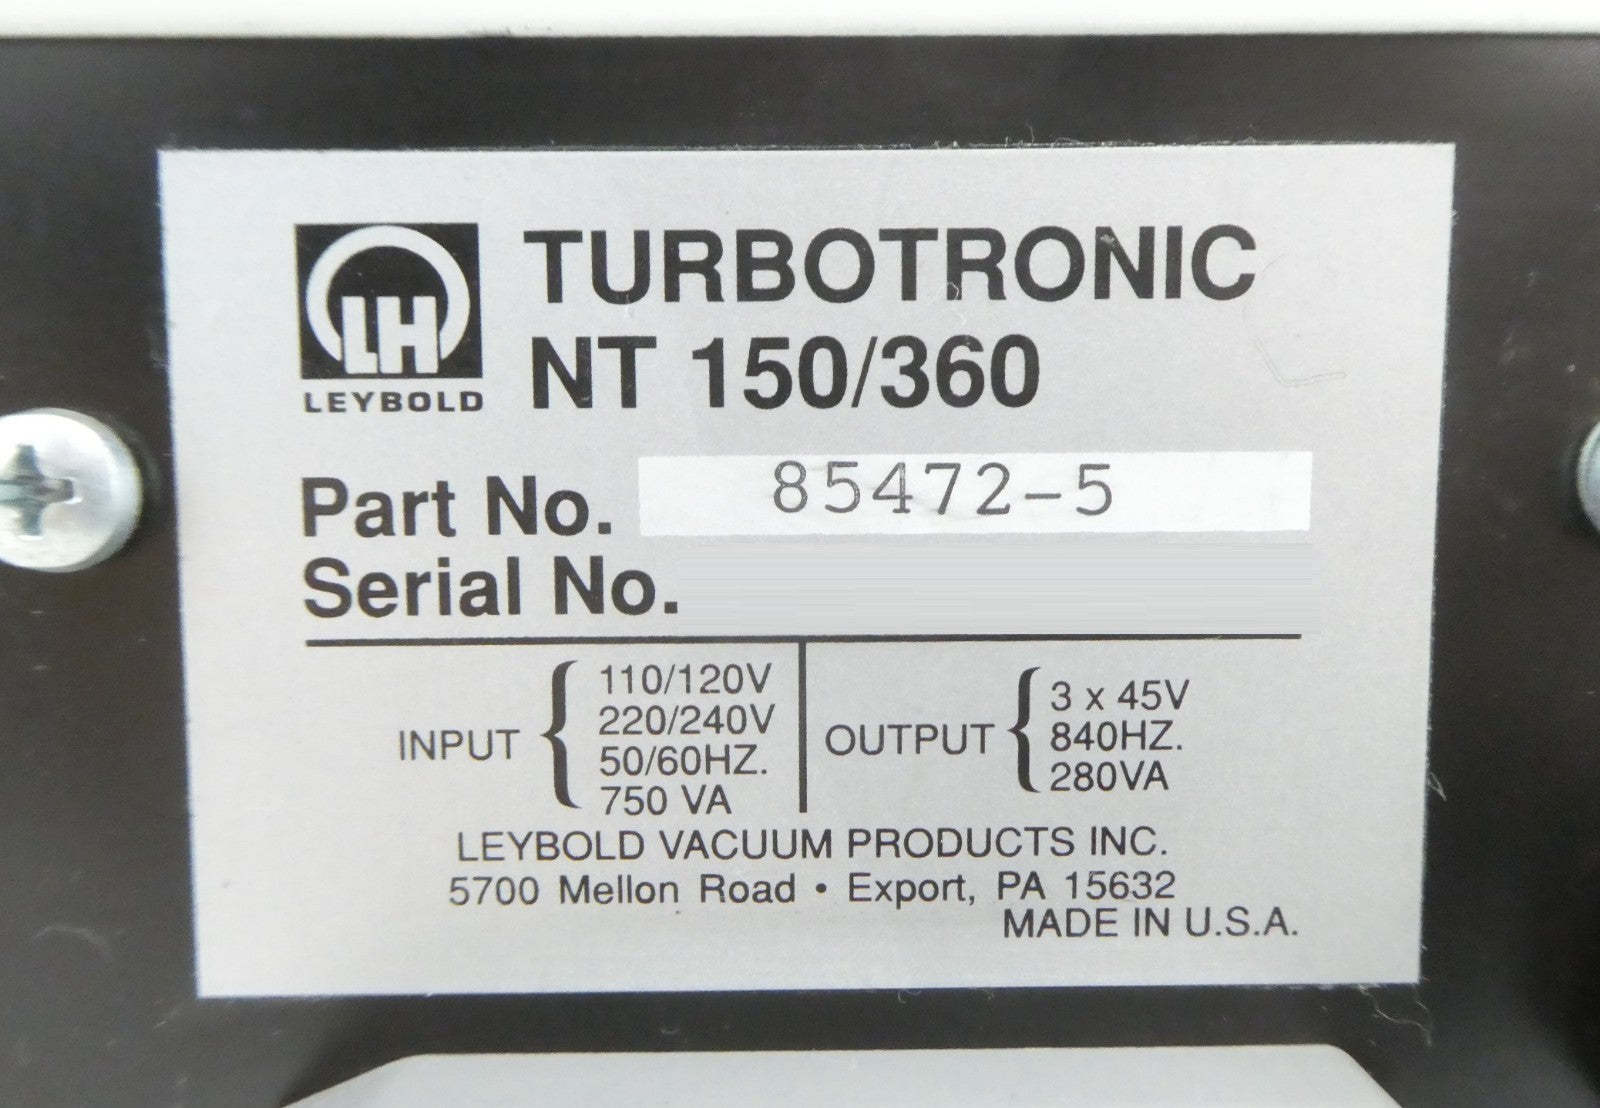 LH
LEYBOLD
TURBOTRONIC
NT 150/360
Part No. 85472-5
Serial No.
INPUT
110/120V
220/240V
50/60HZ.
750 VA
OUTPUT
3 x 45V
840HZ.
280VA
LEYBOLD VACUUM PRODUCTS INC.
5700 Mellon Road • Export, PA 15632
MADE IN U.S.A.